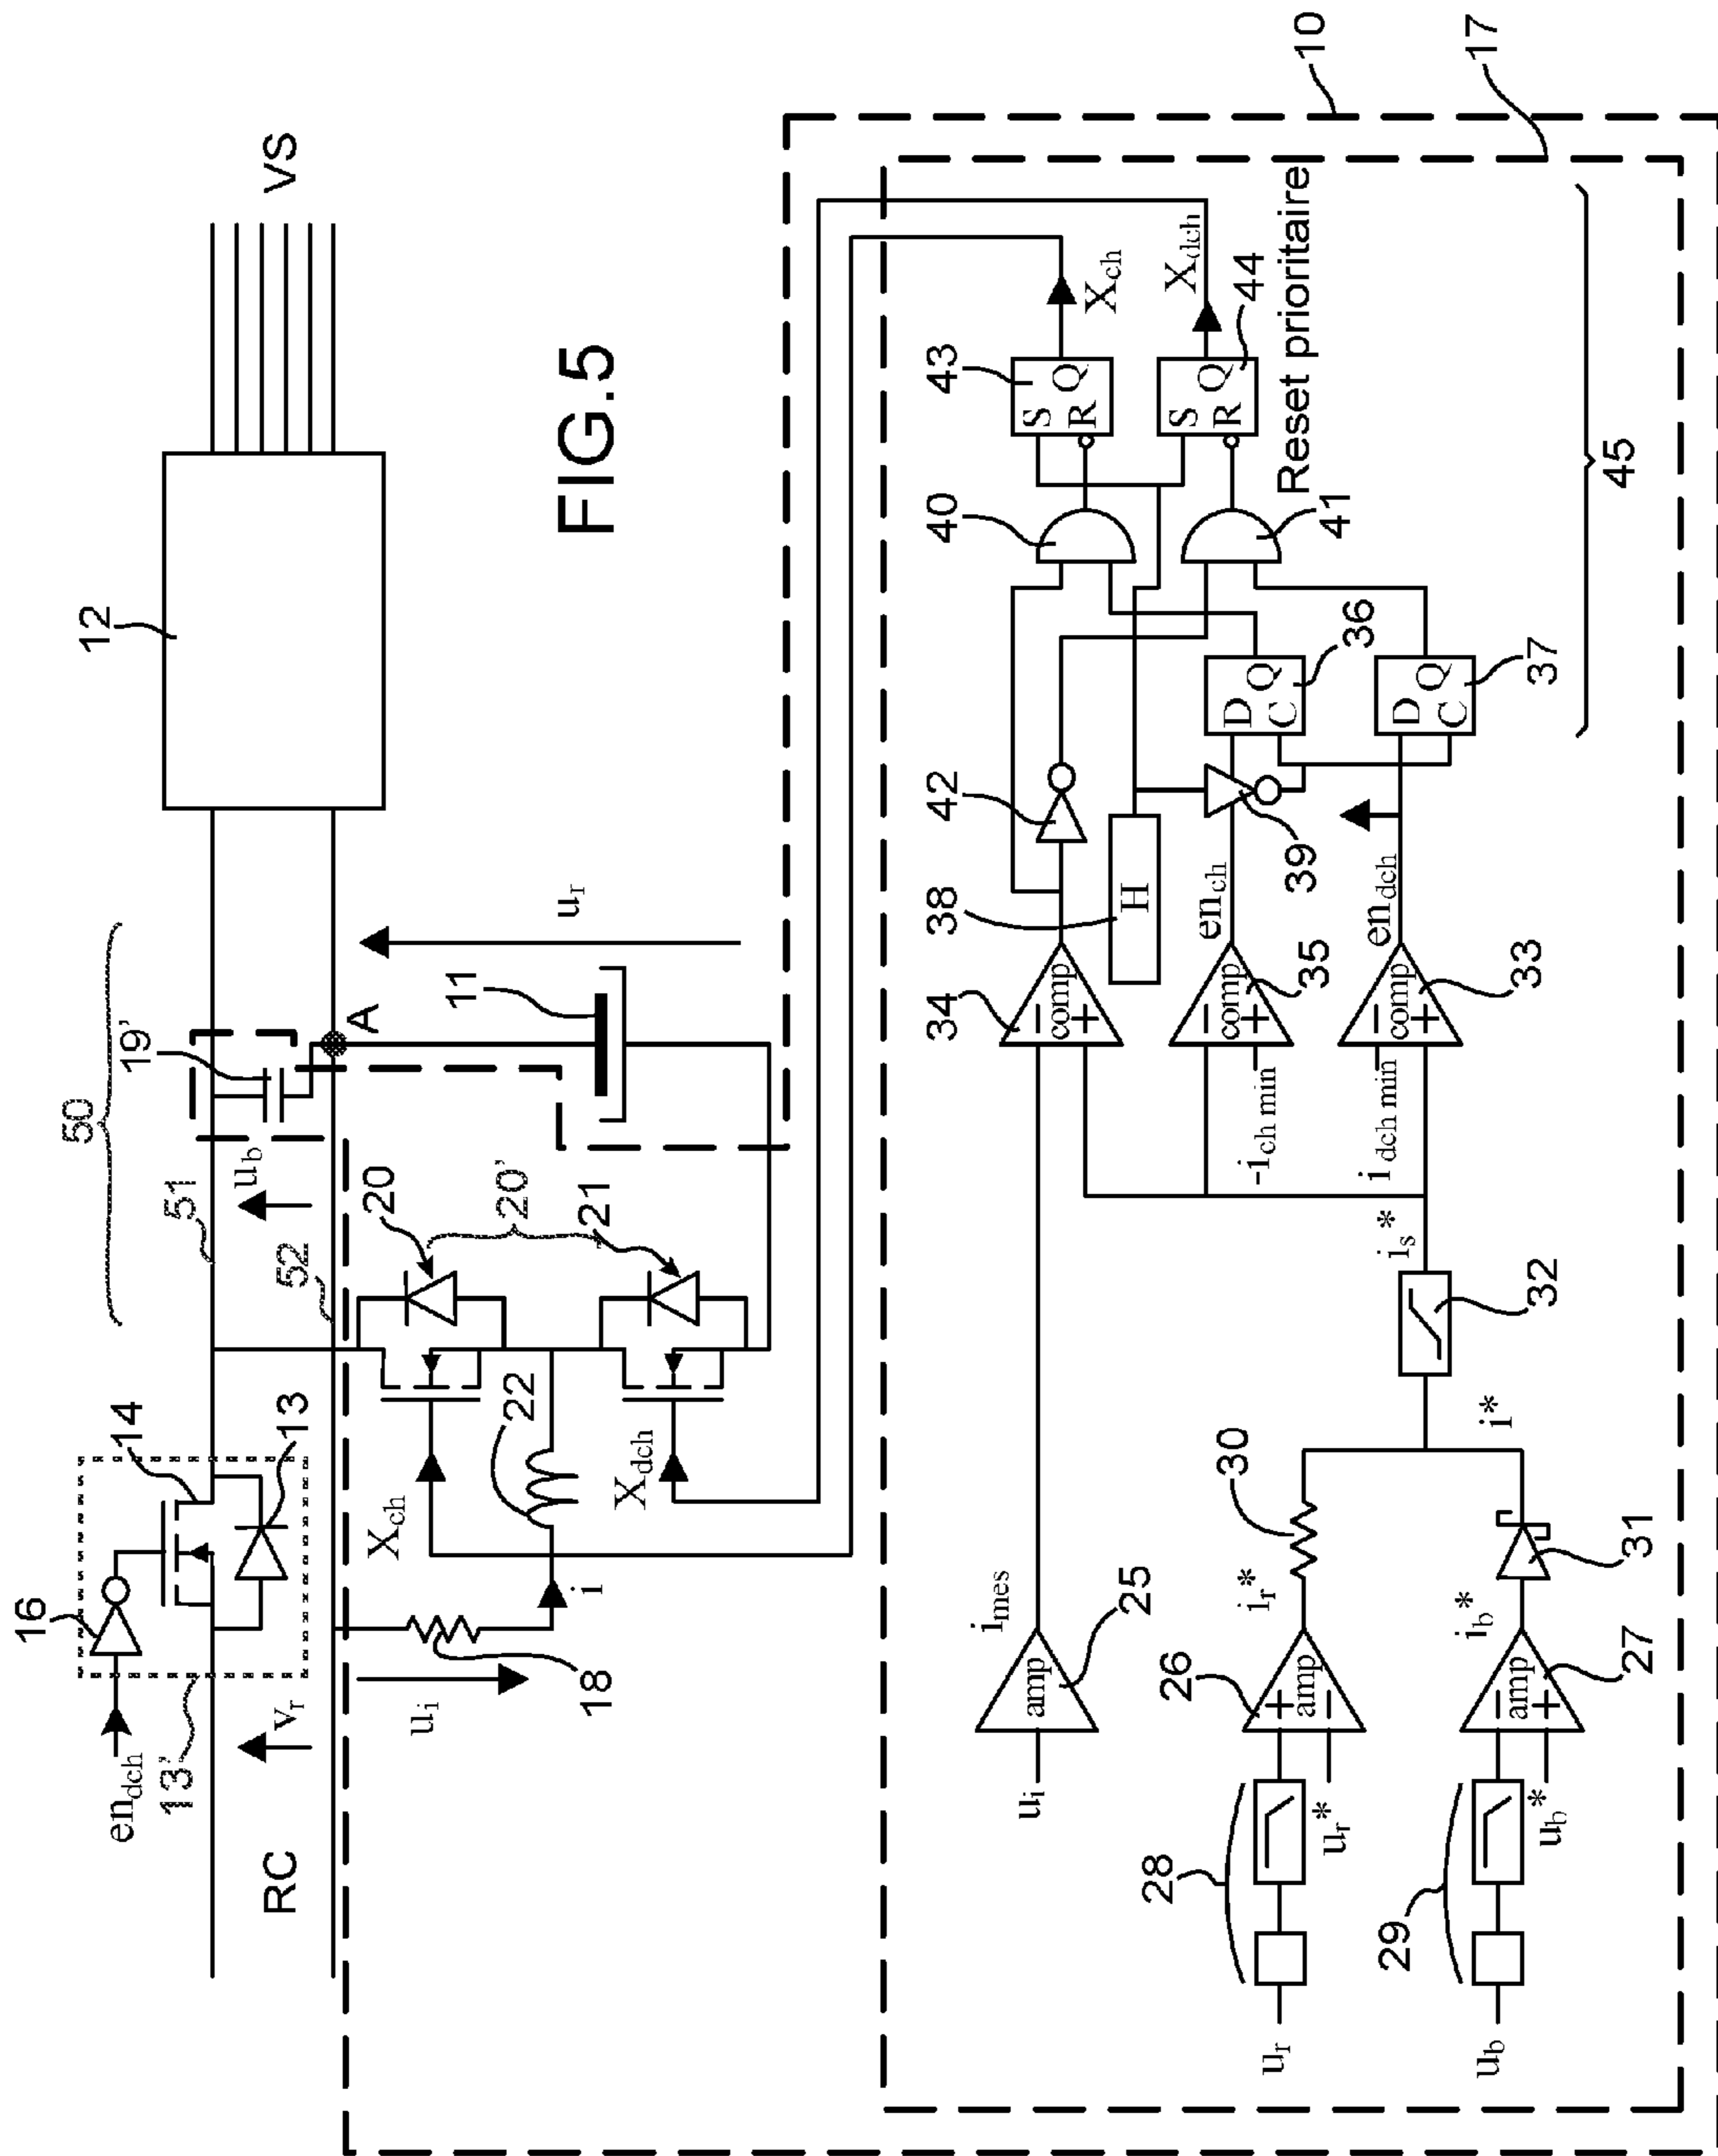 FIG.5
VS
12
50
51
52
u_b
19'
A
11
u_r
14
13
16
en_dch
13'
v_r
RC
u_i
18
i
22
X_ch
X_dch
20
20'
21
10
17
u_i
amp
25
i_mes
u_r
28
u_r*
+
amp
−
26
i_r*
30
u_b
29
u_b*
−
amp
+
27
i_b*
31
i*
32
i_s*
34
−
comp
+
-i_ch min
−
comp
+
35
i_dch min
−
comp
+
33
38
H
42
en_ch
39
en_dch
D
C
Q
36
D
C
Q
37
40
41
S
R
Q
43
X_ch
S
R
Q
44
X_dch
Reset prioritaire
45